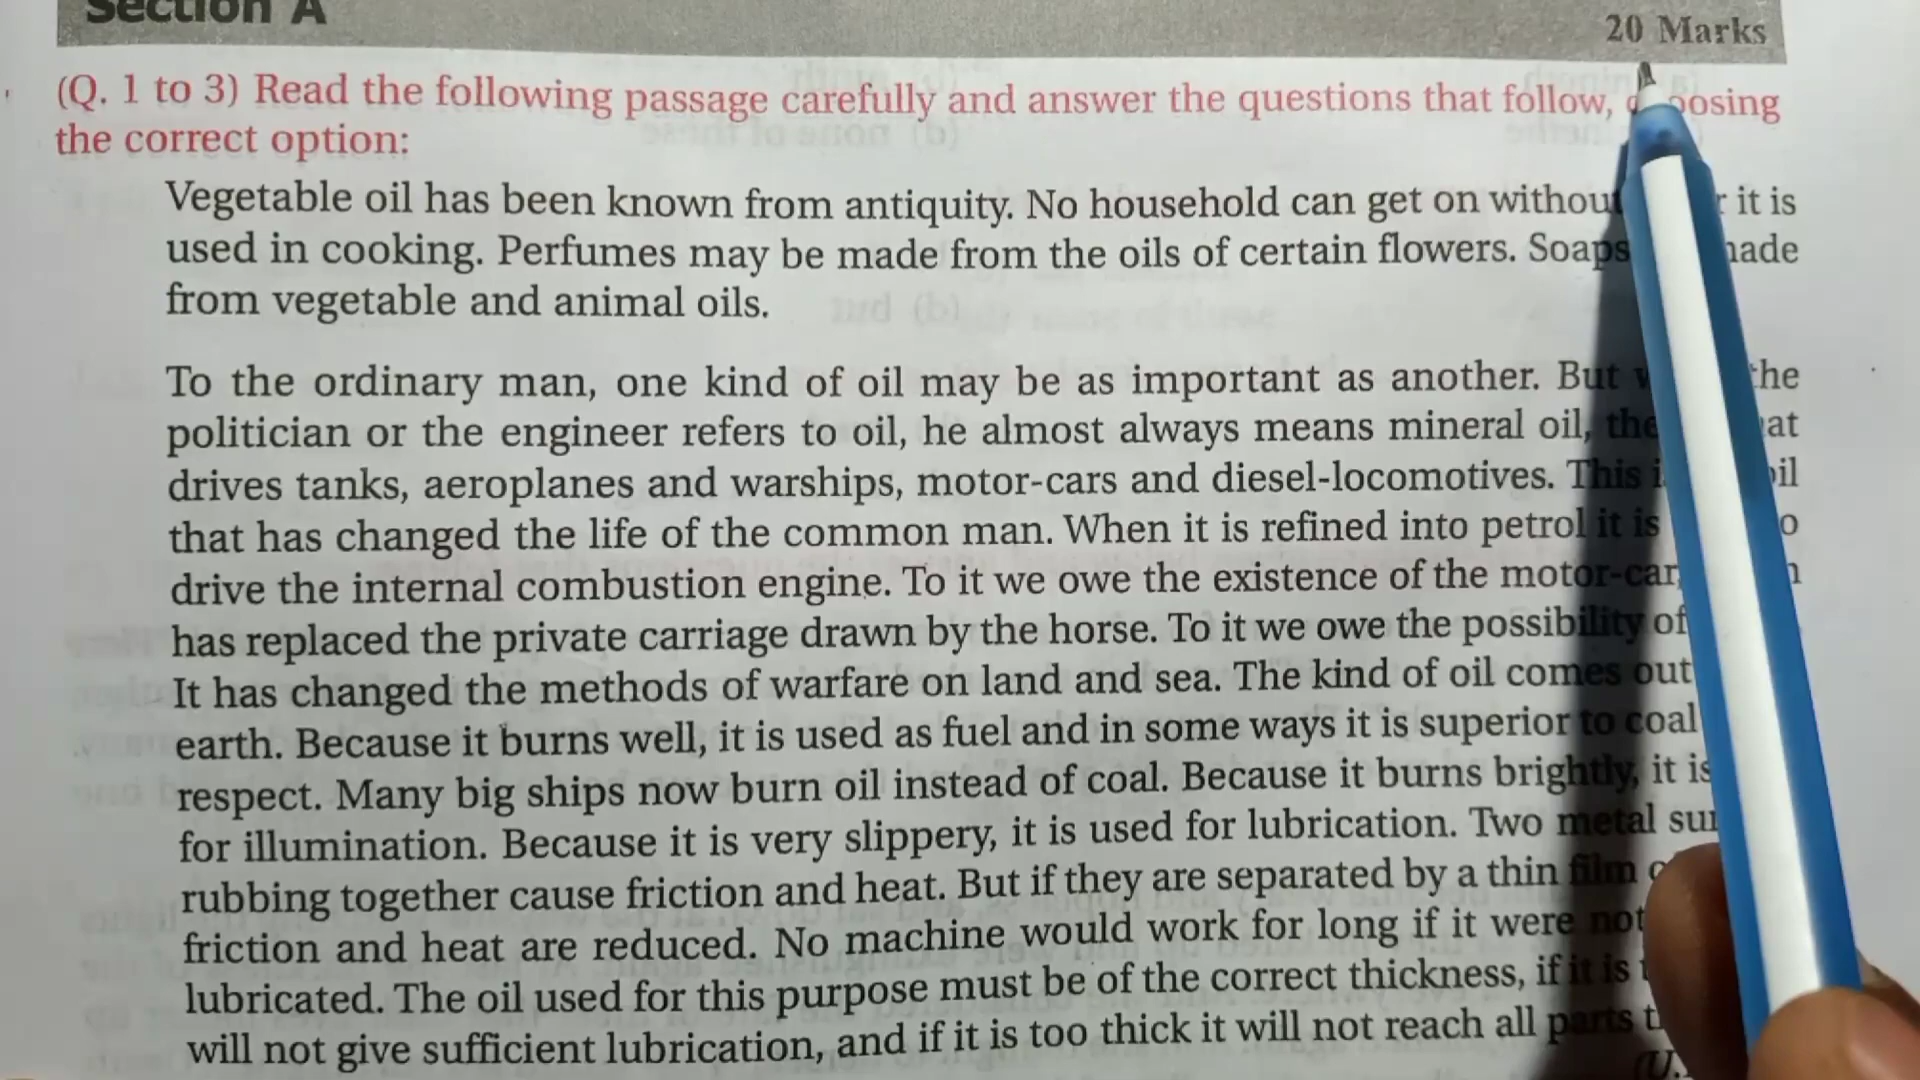 Section A
20 Marks
(Q. 1 to 3) Read the following passage carefully and answer the questions that follow,
the correct option:
Vegetable oil has been known from antiquity. No household can get on without it is
used in cooking. Perfumes may be made from the oils of certain flowers. Soaps
from vegetable and animal oils.
To the ordinary man, one kind of oil may be as important as another. But the
politician or the engineer refers to oil, he almost always means mineral oil,
drives tanks, aeroplanes and warships, motor-cars and diesel-locomotives. This
that has changed the life of the common man. When it is refined into petrol it is
drive the internal combustion engine. To it we owe the existence of the motor-car,
has replaced the private carriage drawn by the horse. To it we owe the possibility of
It has changed the methods of warfare on land and sea. The kind of oil comes out
earth. Because it burns well, it is used as fuel and in some ways it is superior to coal
respect. Many big ships now burn oil instead of coal. Because it burns brightly, it is
for illumination. Because it is very slippery, it is used for lubrication. Two metal
rubbing together cause friction and heat. But if they are separated by a thin film
friction and heat are reduced. No machine would work for long if it were not
lubricated. The oil used for this purpose must be of the correct thickness, if it is
will not give sufficient lubrication, and if it is too thick it will not reach all parts